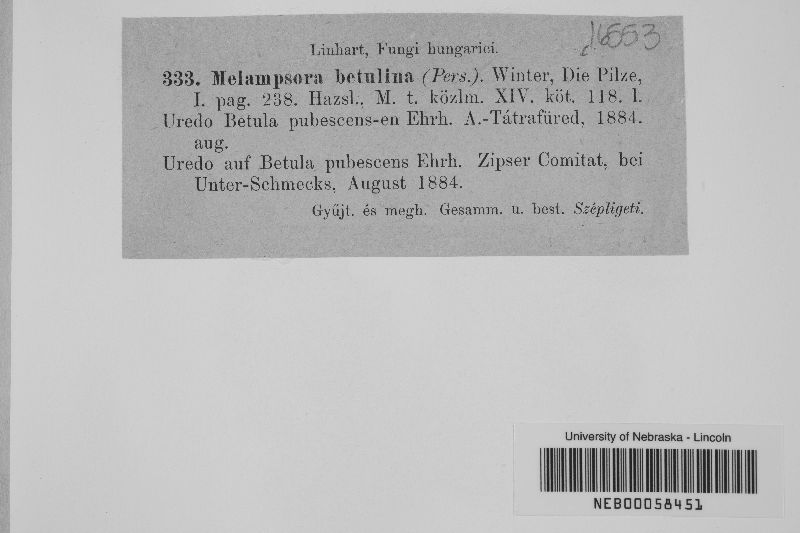 16553
Linhart, Fungi hungarici.
333. Melampsora betulina (Pers.). Winter, Die Pilze,
I. pag. 238. Hazsl., M. t. közlm. XIV. köt. 118. l.
Uredo Betula pubescens-en Ehrh. A.-Tátrafüred, 1884.
aug.
Uredo auf Betula pubescens Ehrh. Zipser Comitat, bei
Unter-Schmecks, August 1884.
Gyűjt. és megh. Gesamm. u. best. Szépligeti.
University of Nebraska - Lincoln
NEB00058451